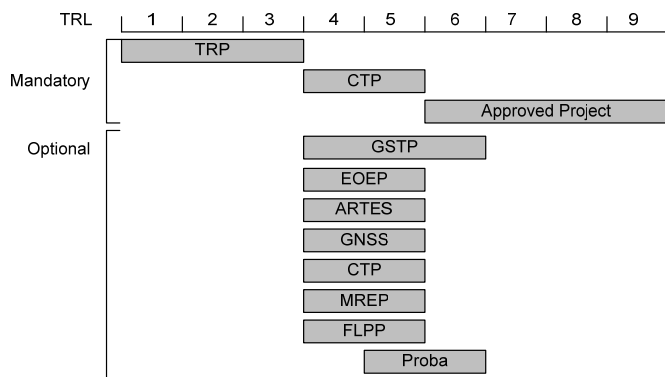 TRL 1 2 3 4 5 6 7 8 9
TRP
Mandatory CTP
Approved Project
Optional GSTP
EOEP
ARTES
GNSS
CTP
MREP
FLPP
Proba